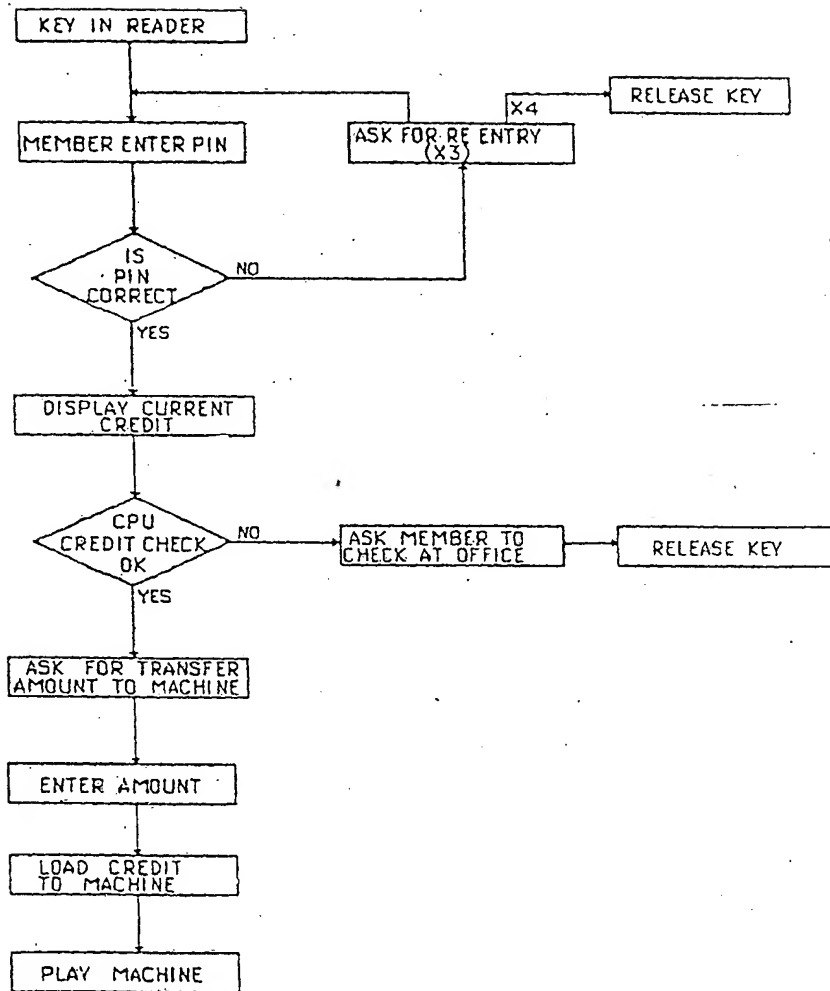 KEY IN READER
RELEASE KEY
X4
MEMBER ENTER PIN
ASK FOR RE ENTRY
(X3)
IS
PIN
CORRECT
NO
YES
DISPLAY CURRENT
CREDIT
CPU
CREDIT CHECK
OK
NO
ASK MEMBER TO
CHECK AT OFFICE
RELEASE KEY
YES
ASK FOR TRANSFER
AMOUNT TO MACHINE
ENTER AMOUNT
LOAD CREDIT
TO MACHINE
PLAY MACHINE